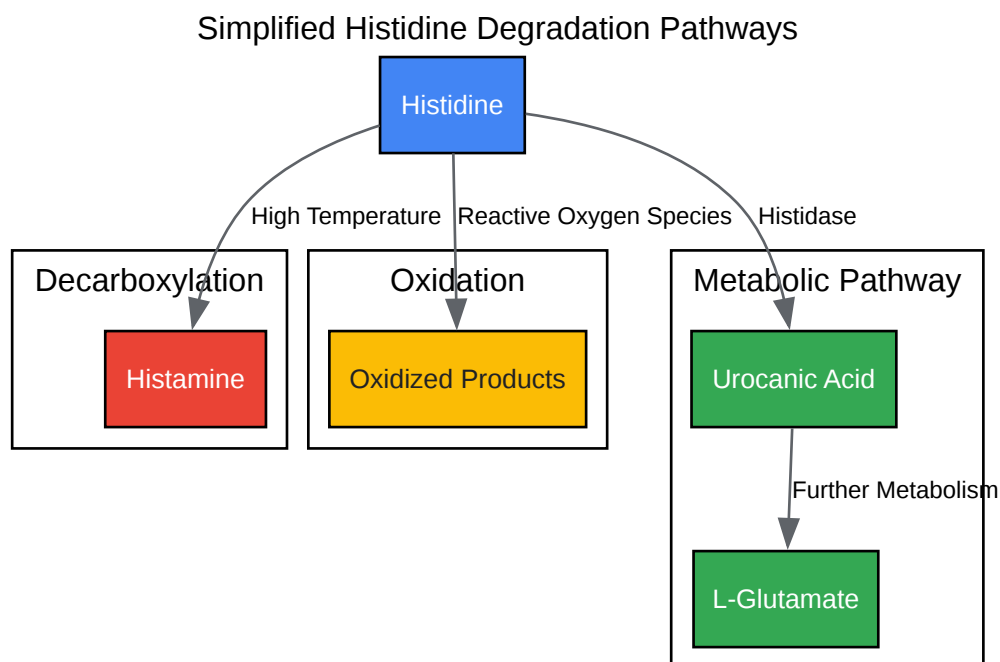 Simplified Histidine Degradation Pathways
Histidine
High Temperature
Reactive Oxygen Species
Histidase
Decarboxylation
Oxidation
Metabolic Pathway
Histamine
Oxidized Products
Urocanic Acid
Further Metabolism
L-Glutamate